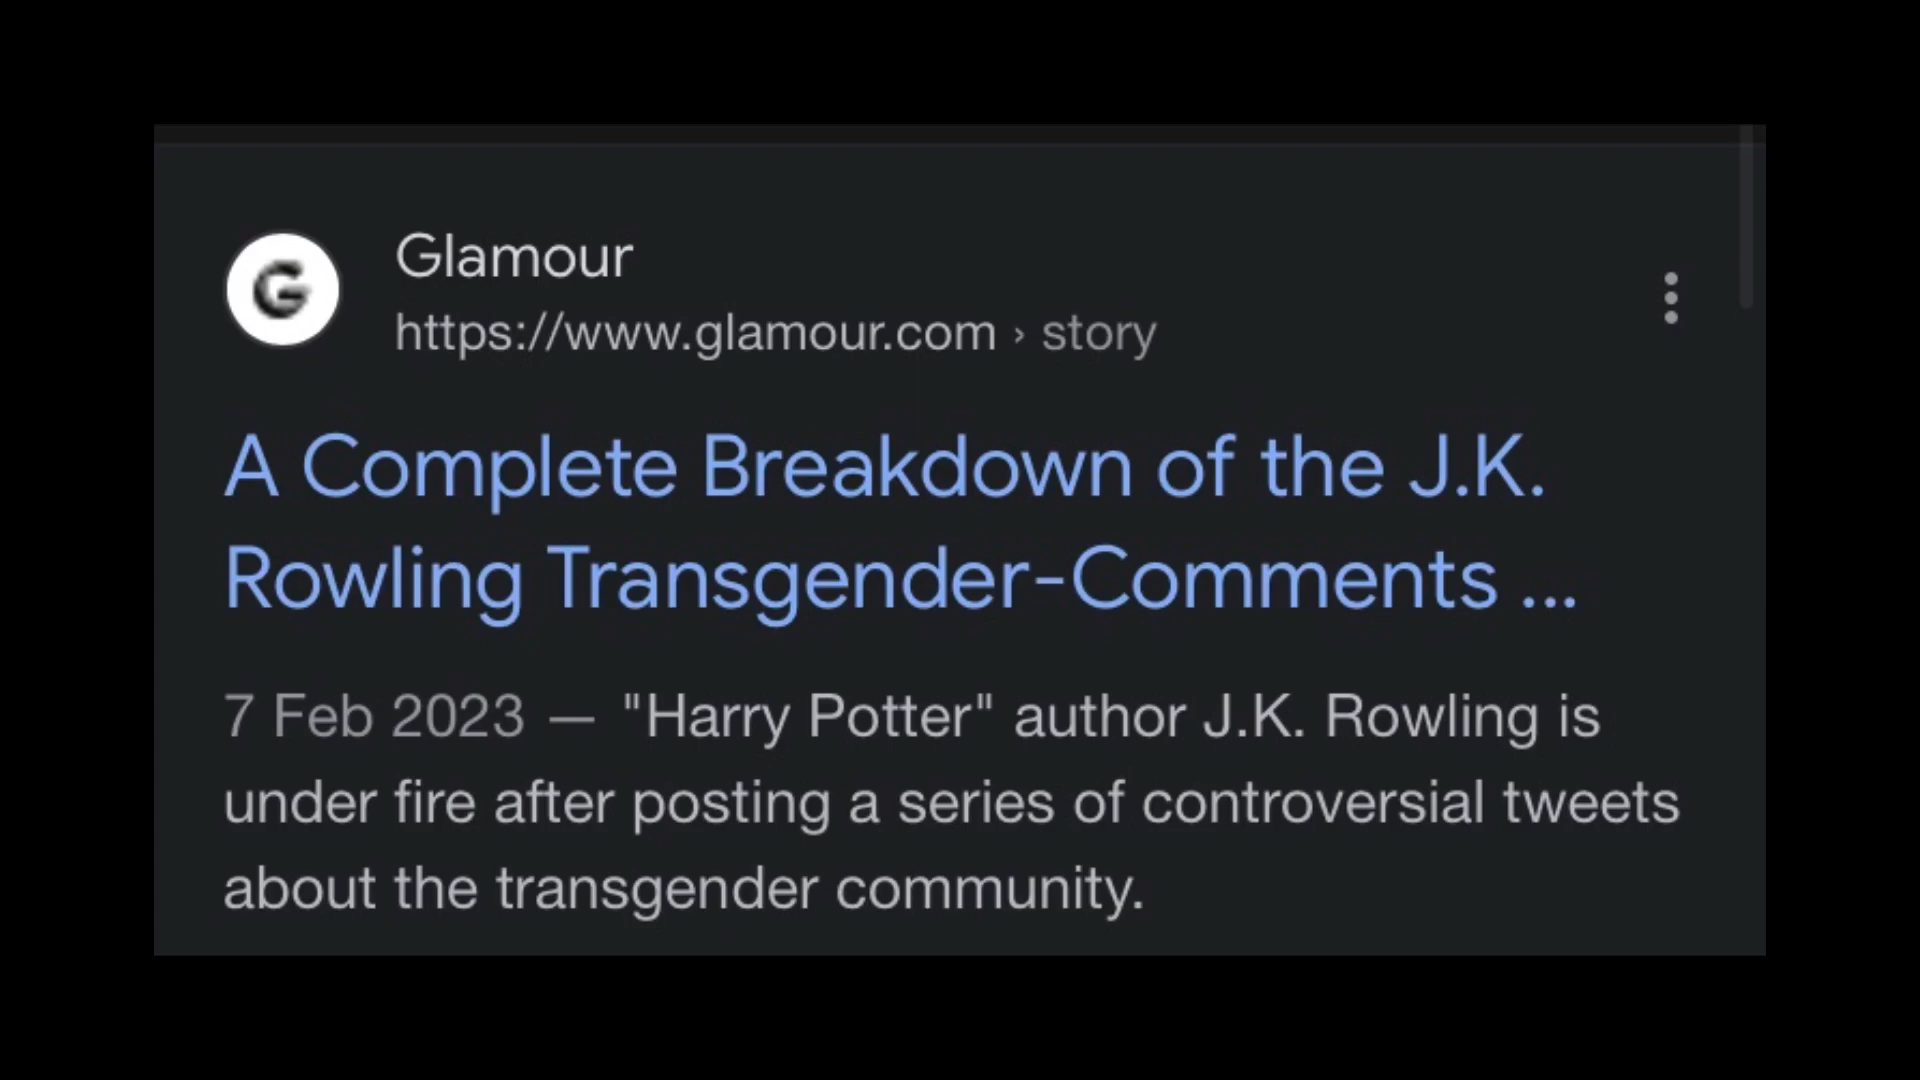 G
Glamour
https://www.glamour.com › story
A Complete Breakdown of the J.K.
Rowling Transgender-Comments ...
7 Feb 2023 — "Harry Potter" author J.K. Rowling is
under fire after posting a series of controversial tweets
about the transgender community.